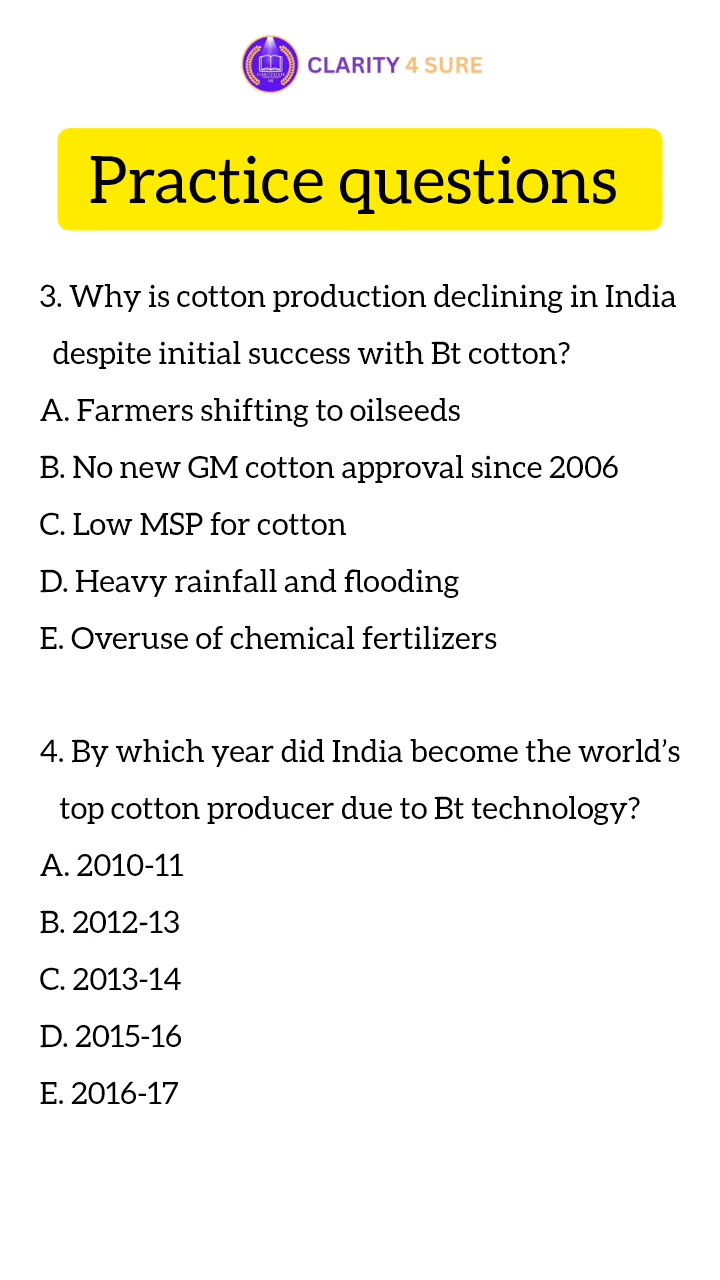 CLARITY 4 SURE
Practice questions
3. Why is cotton production declining in India
despite initial success with Bt cotton?
A. Farmers shifting to oilseeds
B. No new GM cotton approval since 2006
C. Low MSP for cotton
D. Heavy rainfall and flooding
E. Overuse of chemical fertilizers
4. By which year did India become the world’s
top cotton producer due to Bt technology?
A. 2010-11
B. 2012-13
C. 2013-14
D. 2015-16
E. 2016-17